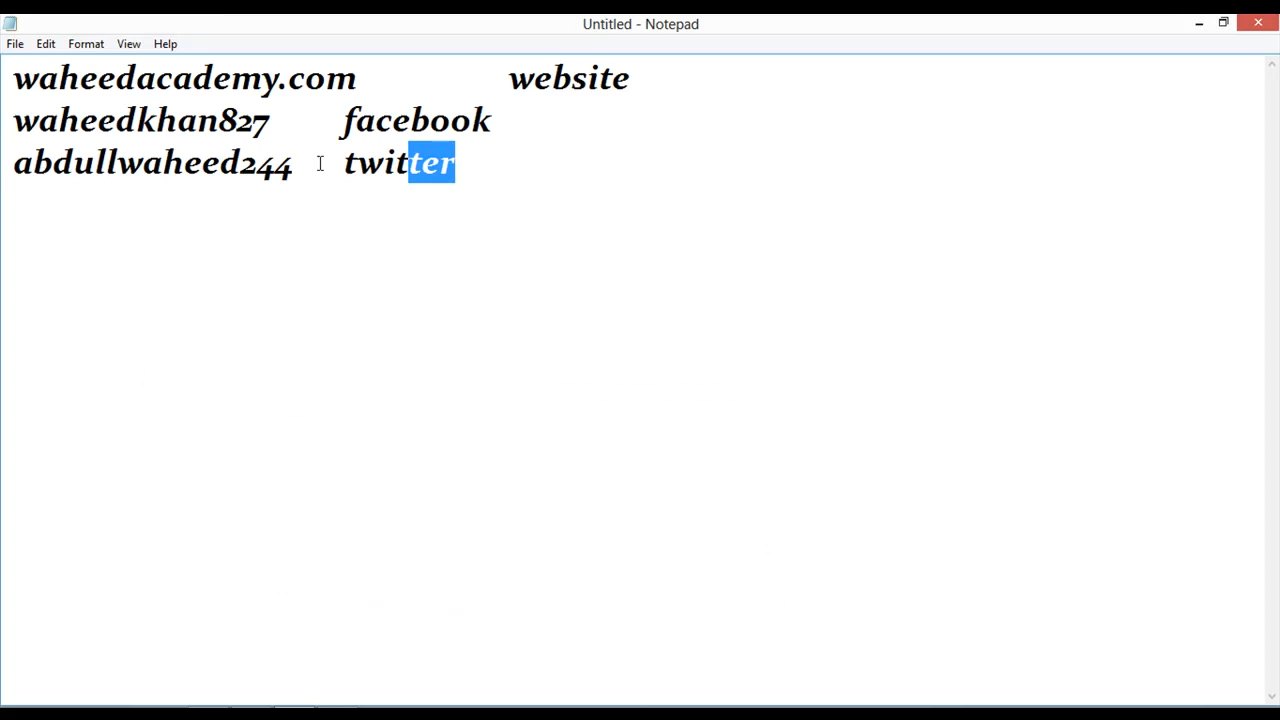 Untitled - Notepad
File Edit Format View Help
waheedacademy.com website
waheedkhan827 facebook
abdullwaheed244 twitter